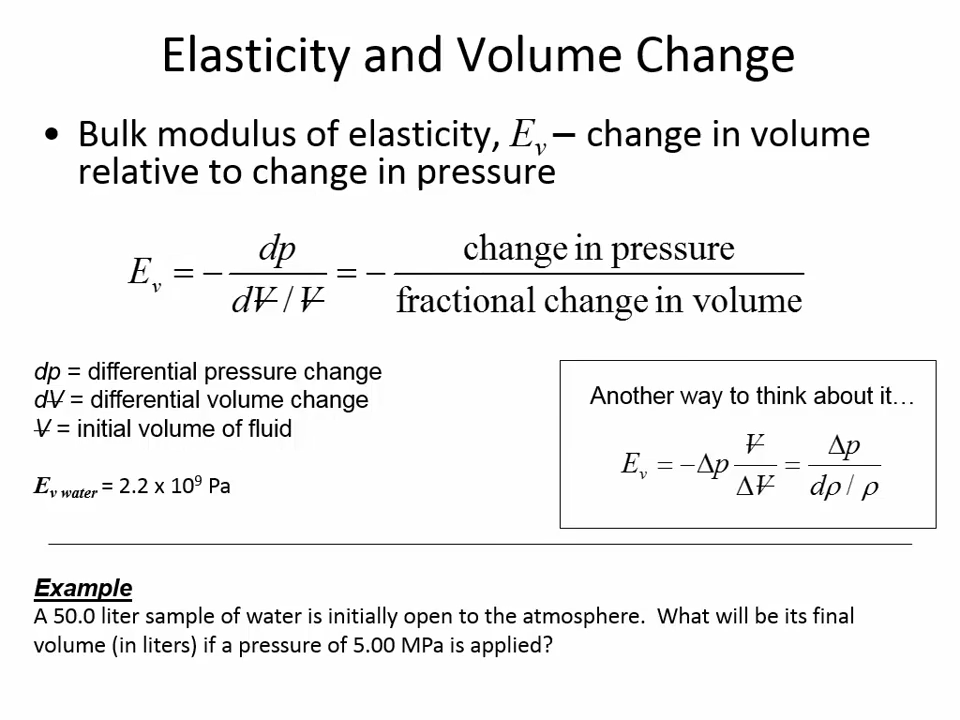 Elasticity and Volume Change
• Bulk modulus of elasticity, E_v – change in volume
relative to change in pressure
E_v = − dp / (dV̶ / V̶) = − change in pressure / fractional change in volume
dp = differential pressure change
dV̶ = differential volume change
V̶ = initial volume of fluid
E_v water = 2.2 x 10⁹ Pa
Another way to think about it…
E_v = −Δp V̶ / ΔV̶ = Δp / (dρ / ρ)
Example
A 50.0 liter sample of water is initially open to the atmosphere. What will be its final
volume (in liters) if a pressure of 5.00 MPa is applied?